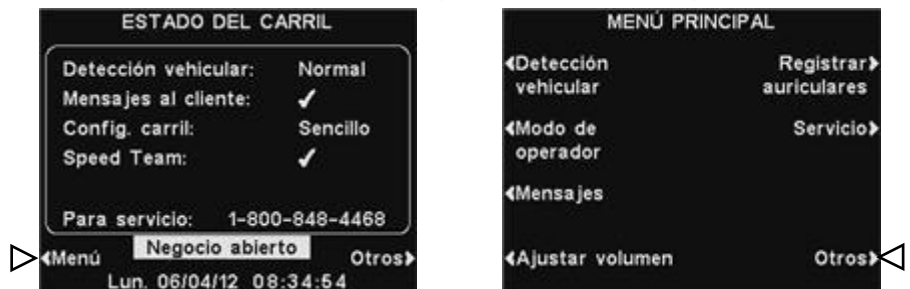 ESTADO DEL CARRIL
Detección vehicular: Normal
Mensajes al cliente: ✓
Config. carril: Sencillo
Speed Team: ✓
Para servicio: 1-800-848-4468
Negocio abierto
Menú Otros
Lun. 06/04/12 08:34:54
MENÚ PRINCIPAL
Detección vehicular
Registrar auriculares
Modo de operador
Servicio
Mensajes
Ajustar volumen
Otros